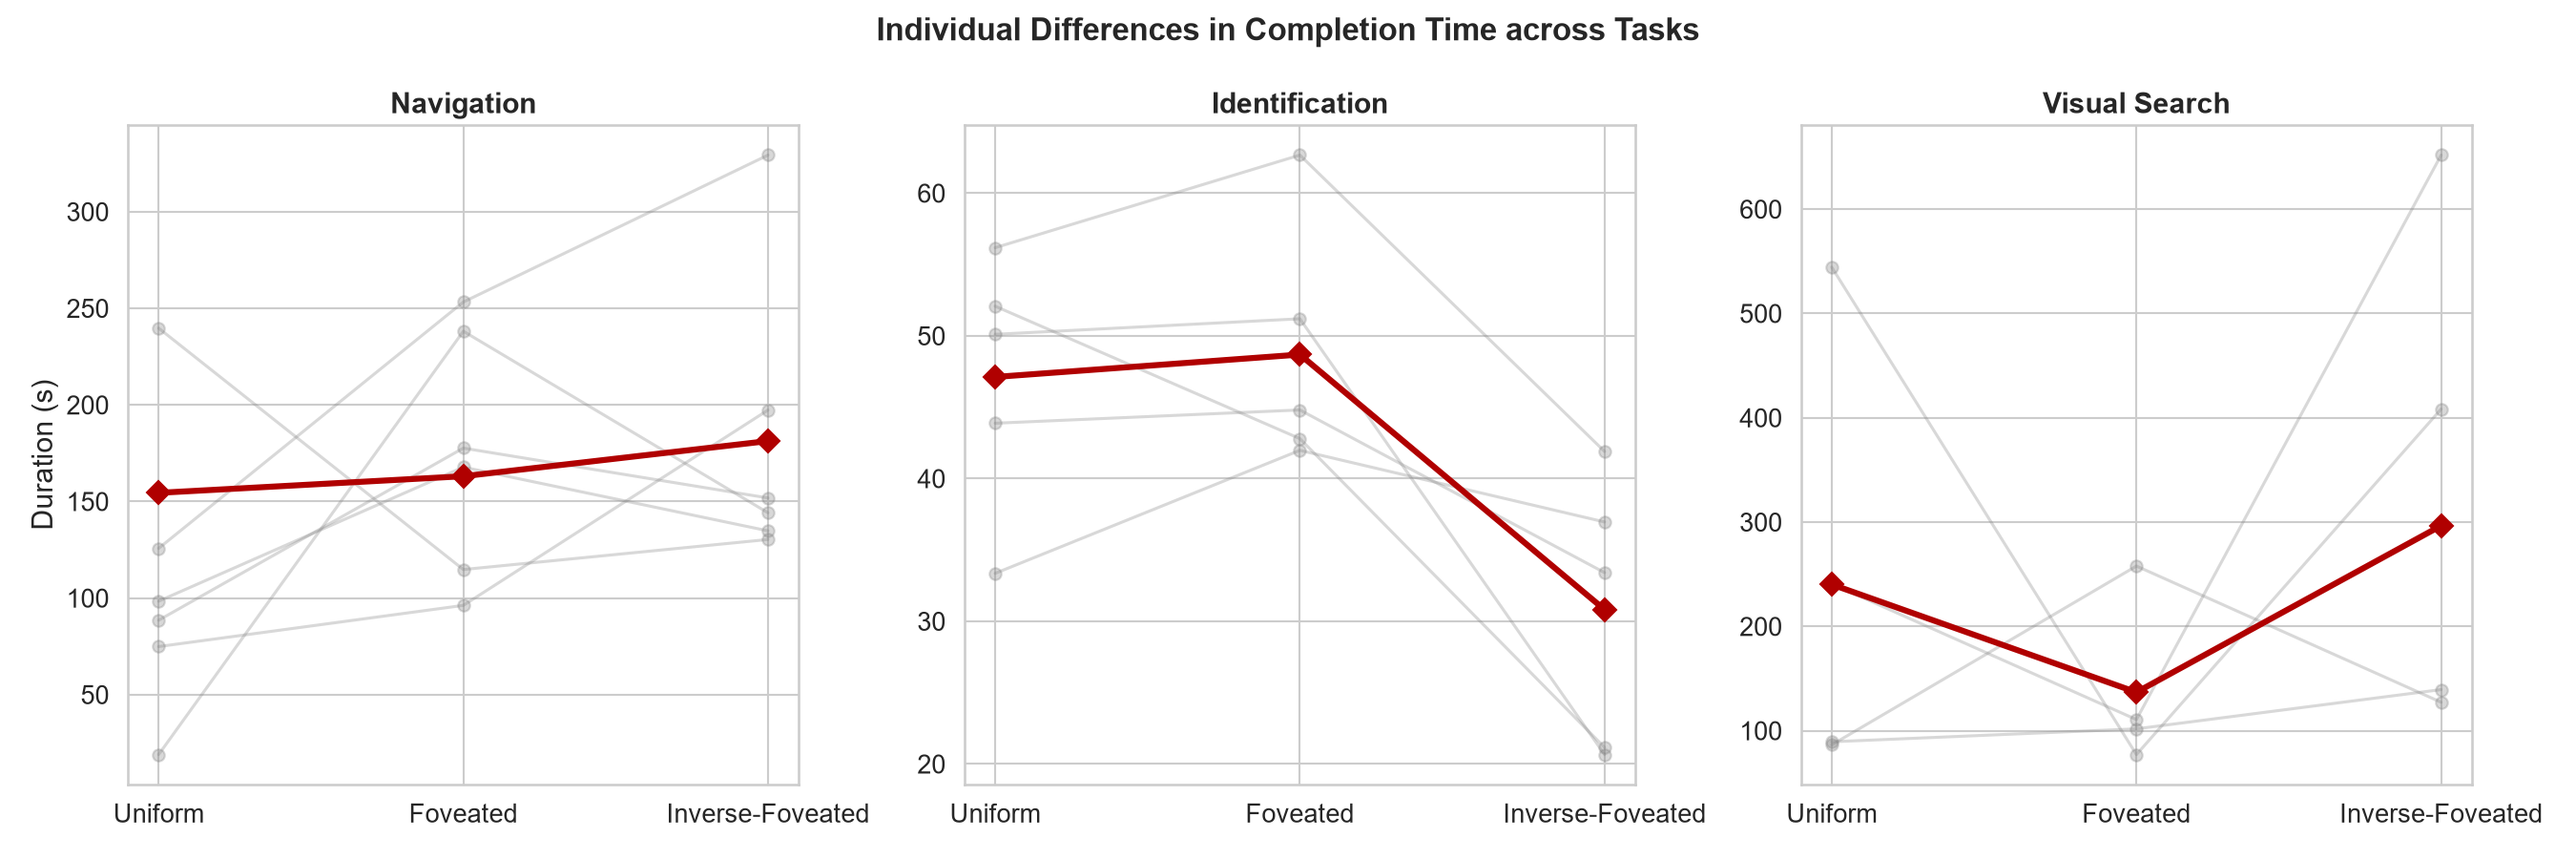 Individual Differences in Completion Time across Tasks
Navigation
Duration (s)
300
250
200
150
100
50
Uniform Foveated Inverse-Foveated
Identification
60
50
40
30
20
Uniform Foveated Inverse-Foveated
Visual Search
600
500
400
300
200
100
Uniform Foveated Inverse-Foveated